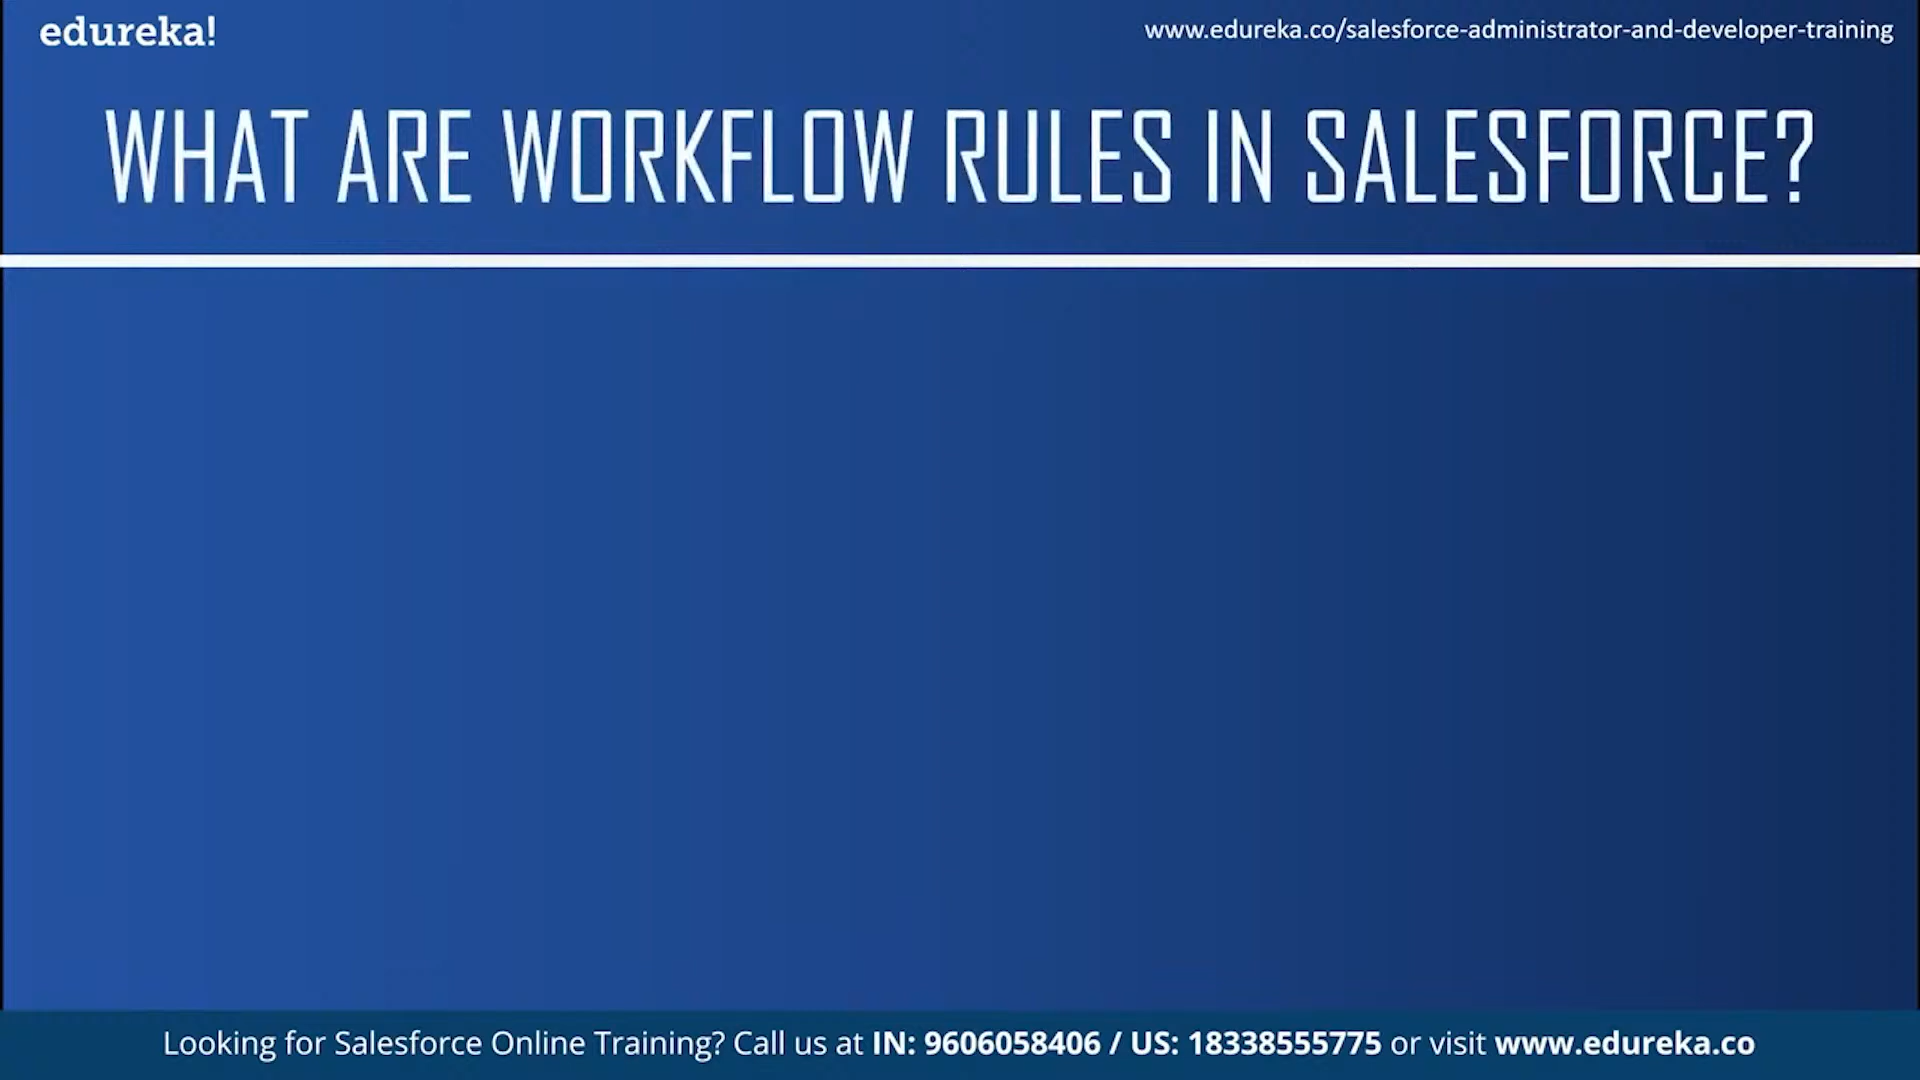 edureka!
www.edureka.co/salesforce-administrator-and-developer-training
WHAT ARE WORKFLOW RULES IN SALESFORCE?
Looking for Salesforce Online Training? Call us at IN: 9606058406 / US: 18338555775 or visit www.edureka.co